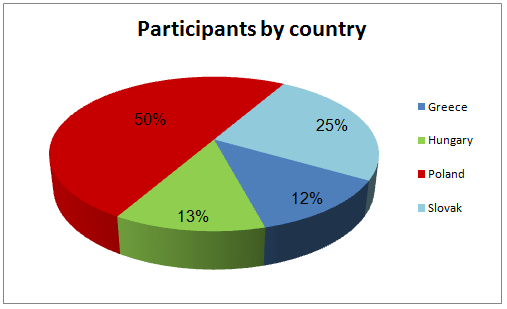 Participants by country
50%
25%
12%
13%
Greece
Hungary
Poland
Slovak